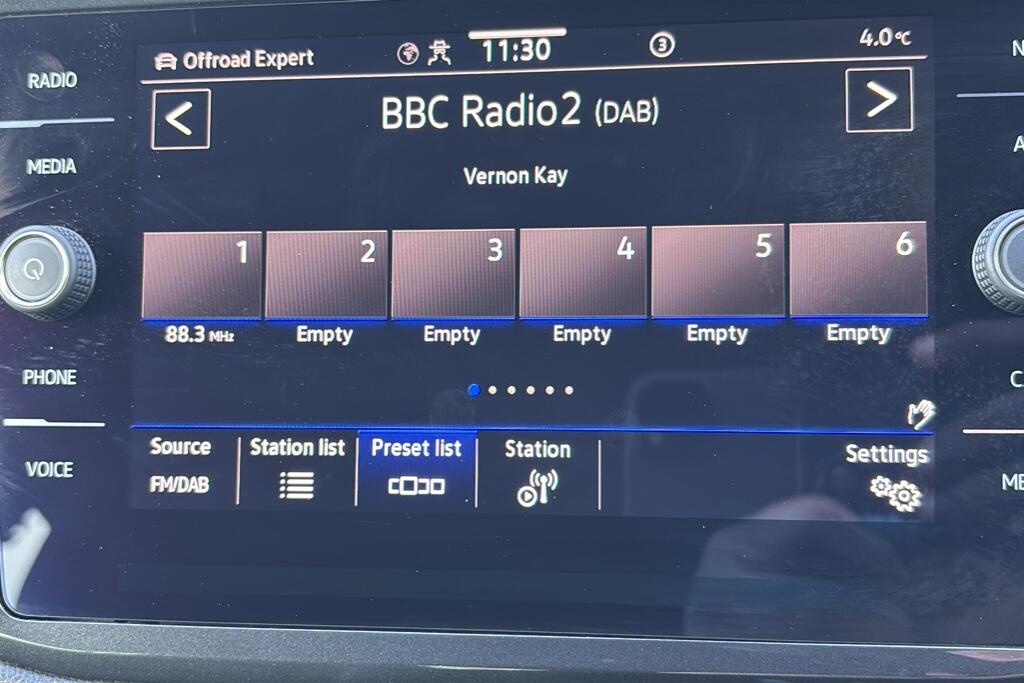 RADIO
MEDIA
PHONE
VOICE
Offroad Expert
11:30
3
4.0°C
BBC Radio2 (DAB)
Vernon Kay
1 2 3 4 5 6
88.3 MHz Empty Empty Empty Empty Empty
Source Station list Preset list Station Settings
FM/DAB